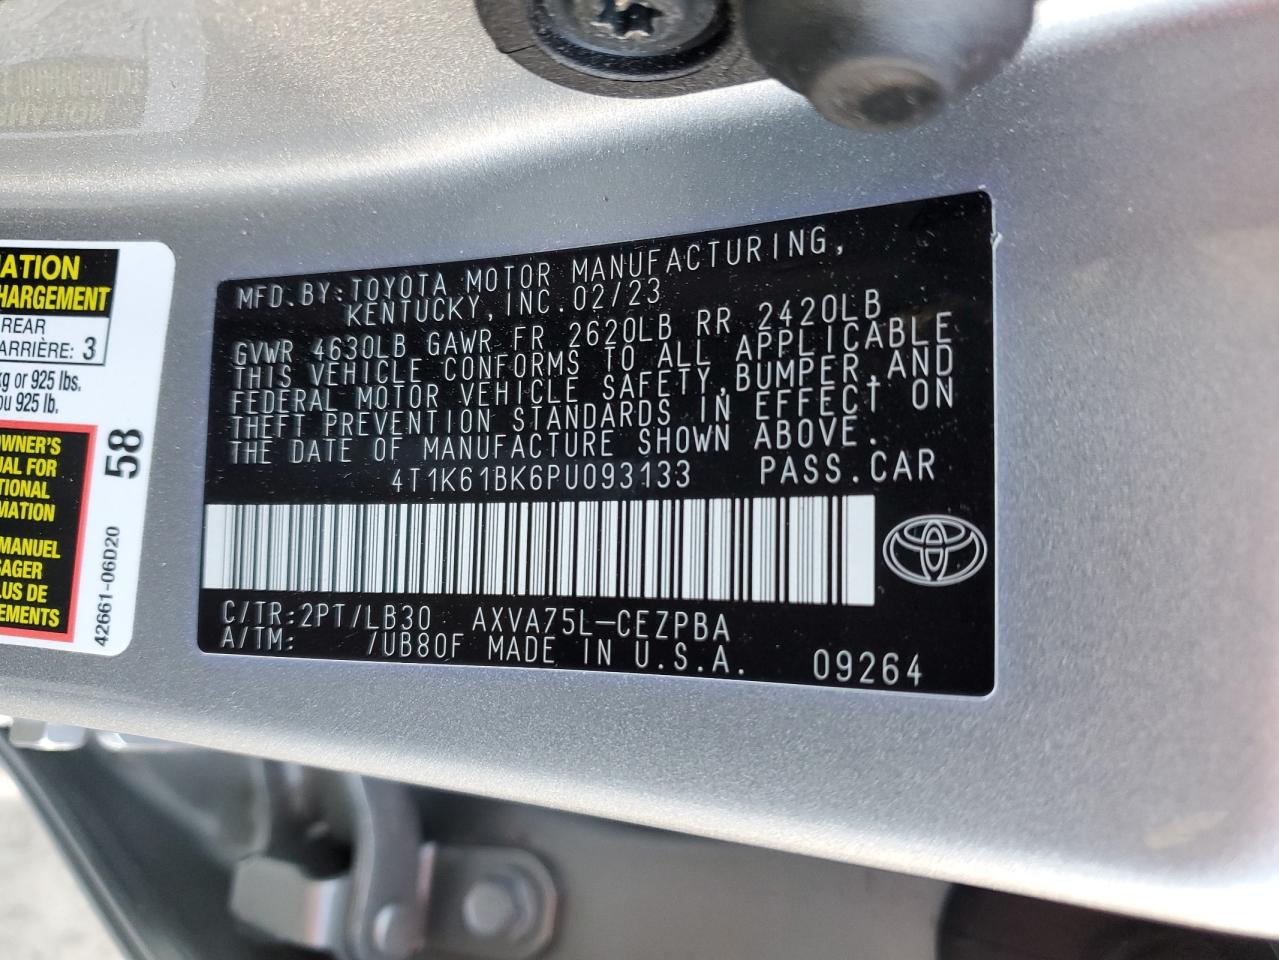 MATION
CHARGEMENT
REAR
ARRIÈRE: 3
kg or 925 lbs.
ou 925 lb.
OWNER'S
UAL FOR
TIONAL
MATION
MANUEL
SAGER
LUS DE
EMENTS
58
42661-06D20
MFD.BY:TOYOTA MOTOR MANUFACTURING,
KENTUCKY,INC.02/23
GVWR 4630LB GAWR FR 2620LB RR 2420LB
THIS VEHICLE CONFORMS TO ALL APPLICABLE
FEDERAL MOTOR VEHICLE SAFETY,BUMPER,AND
THEFT PREVENTION STANDARDS IN EFFECT ON
THE DATE OF MANUFACTURE SHOWN ABOVE.
4T1K61BK6PU093133 PASS.CAR
C/TR:2PT/LB30 AXVA75L-CEZPBA
A/TM: /UB80F MADE IN U.S.A. 09264